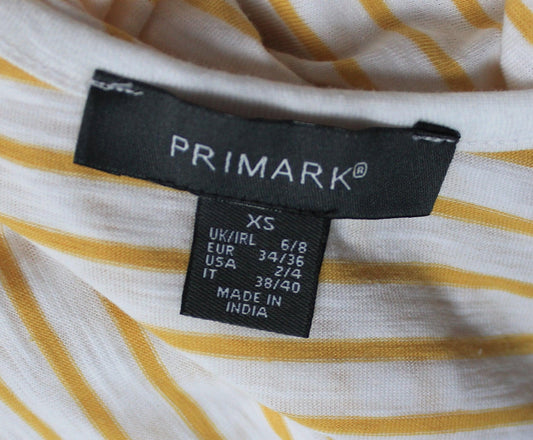 PRIMARK®
XS
UK/IRL 6/8
EUR 34/36
USA 2/4
IT 38/40
MADE IN
INDIA